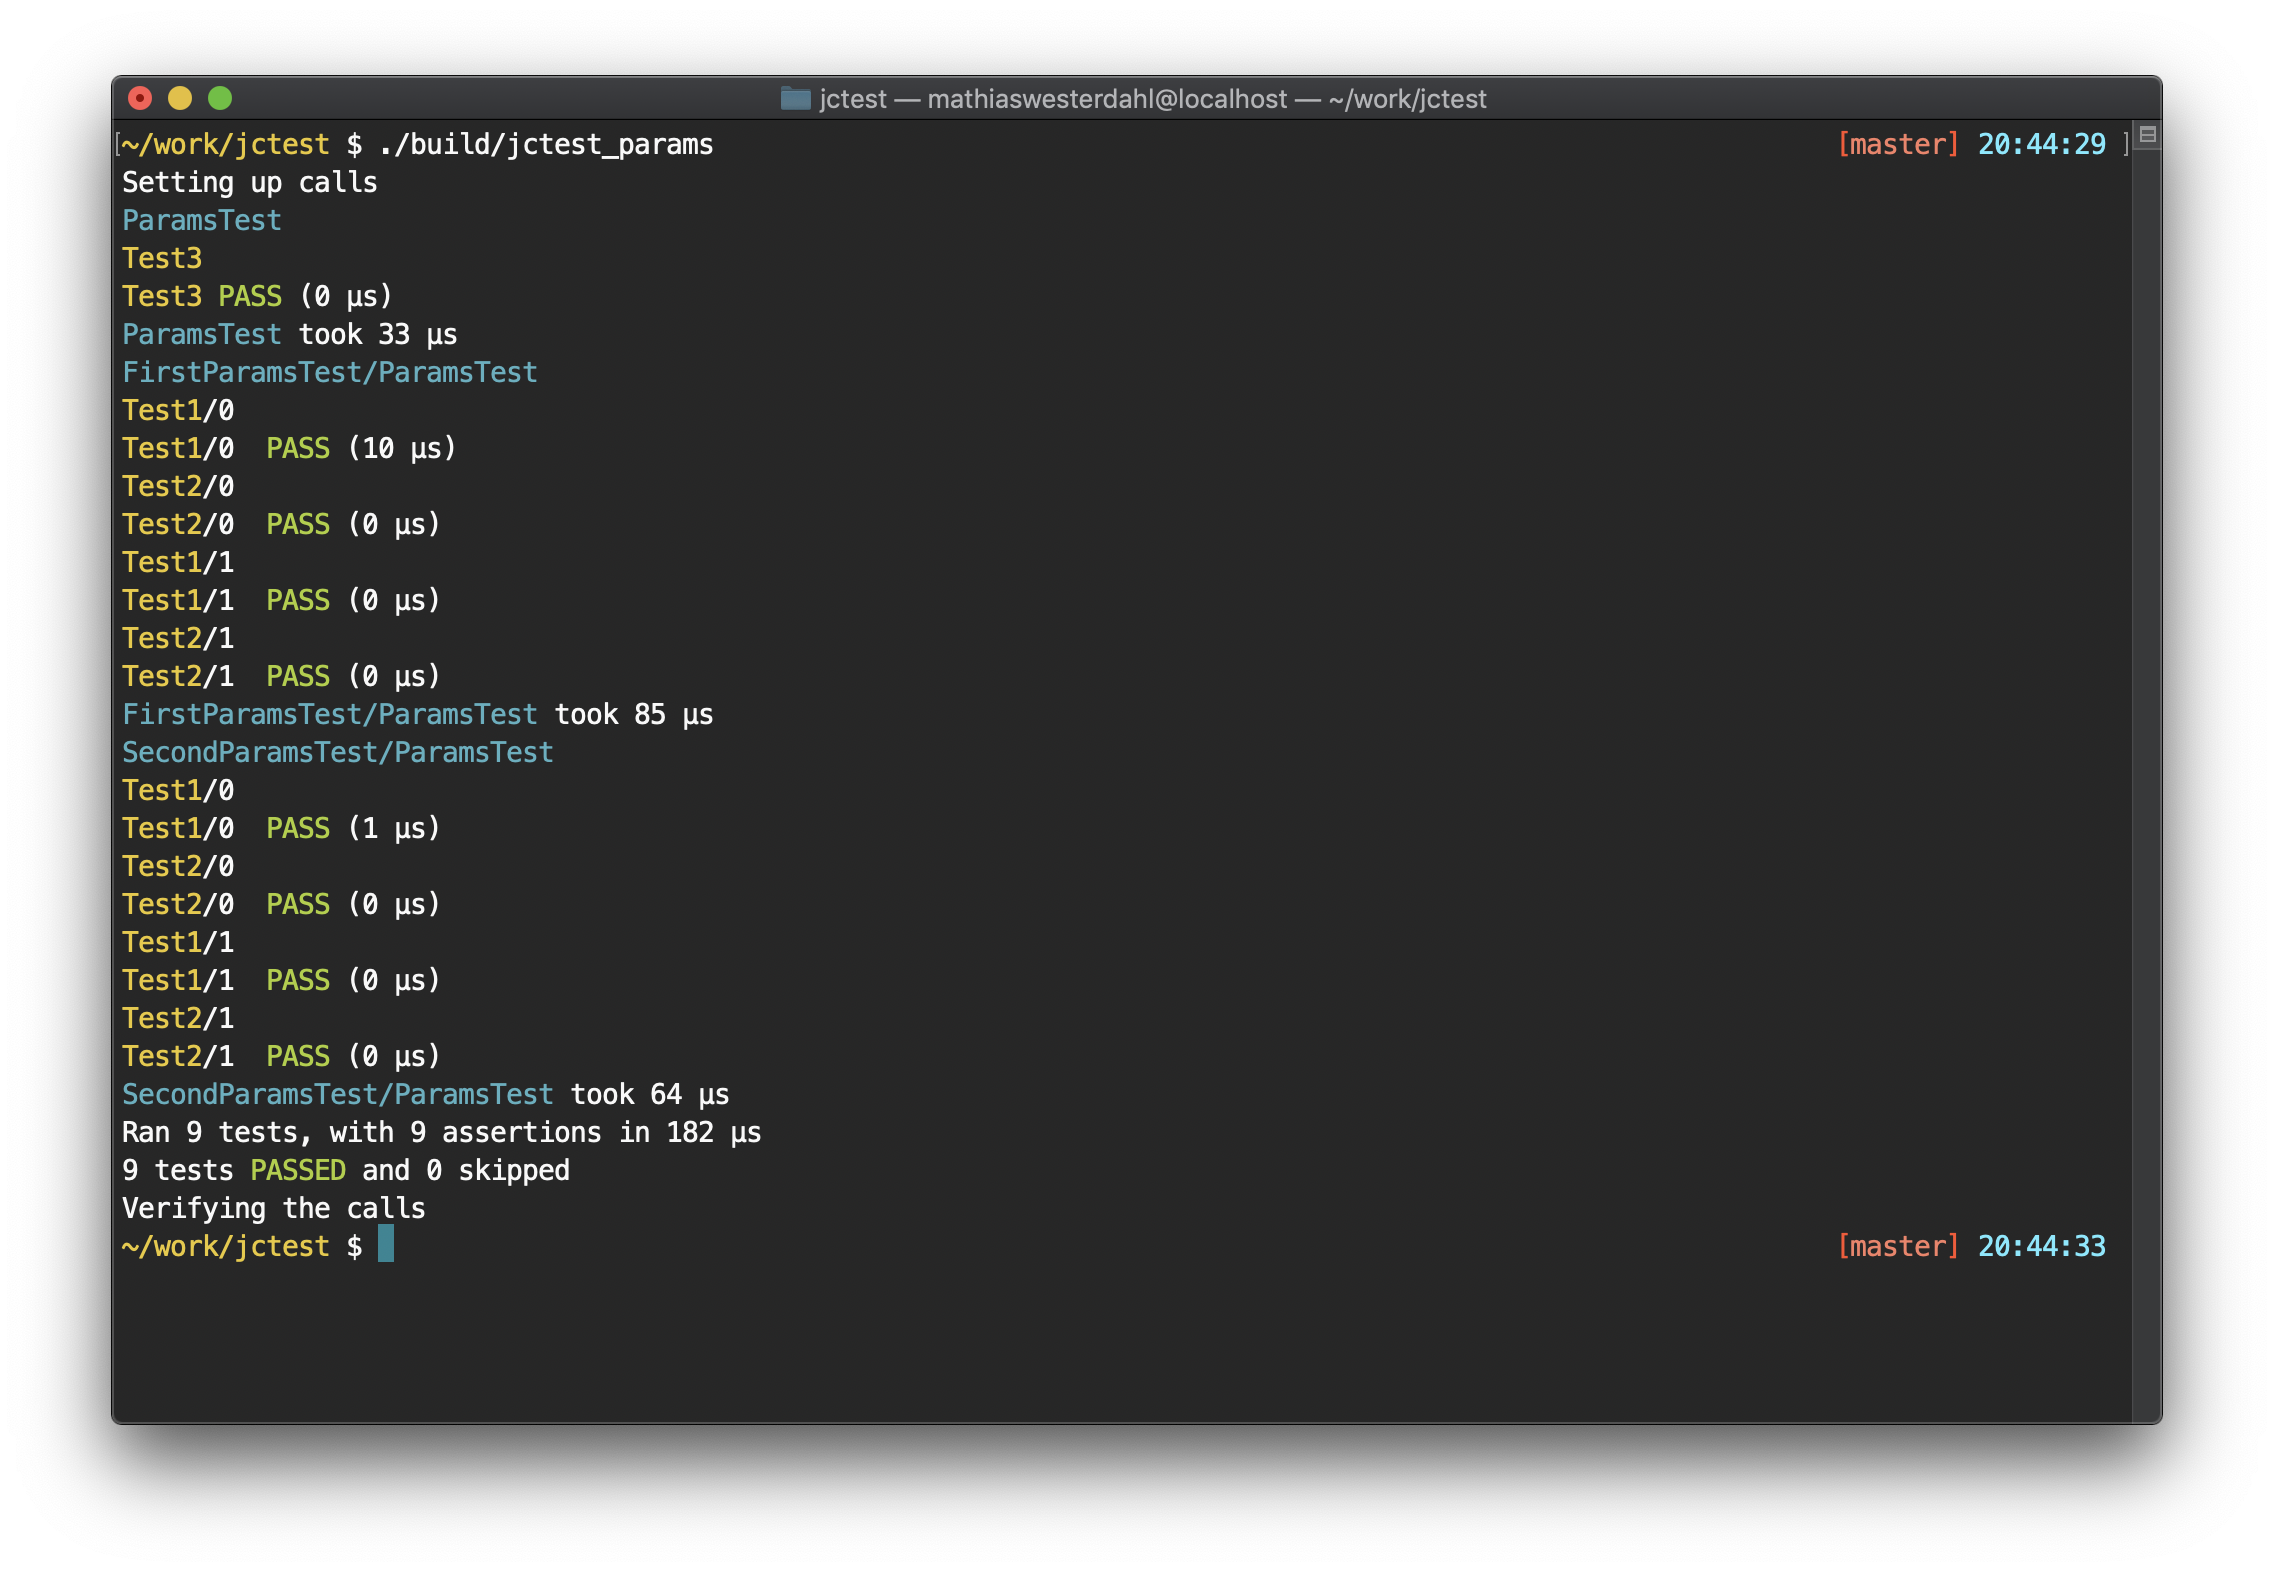 jctest — mathiaswesterdahl@localhost — ~/work/jctest
[~/work/jctest $ ./build/jctest_params [master] 20:44:29 ]
Setting up calls
ParamsTest
Test3
Test3 PASS (0 µs)
ParamsTest took 33 µs
FirstParamsTest/ParamsTest
Test1/0
Test1/0  PASS (10 µs)
Test2/0
Test2/0  PASS (0 µs)
Test1/1
Test1/1  PASS (0 µs)
Test2/1
Test2/1  PASS (0 µs)
FirstParamsTest/ParamsTest took 85 µs
SecondParamsTest/ParamsTest
Test1/0
Test1/0  PASS (1 µs)
Test2/0
Test2/0  PASS (0 µs)
Test1/1
Test1/1  PASS (0 µs)
Test2/1
Test2/1  PASS (0 µs)
SecondParamsTest/ParamsTest took 64 µs
Ran 9 tests, with 9 assertions in 182 µs
9 tests PASSED and 0 skipped
Verifying the calls
~/work/jctest $ [master] 20:44:33